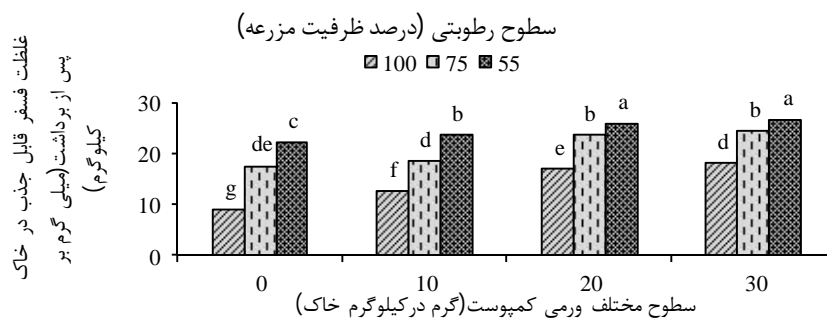 سطوح رطوبتی (درصد ظرفیت مزرعه)
100 75 55
غلظت فسفر قابل جذب در خاک
پس از برداشت(میلی گرم بر
کیلوگرم)
30
20
10
0
g de c
f d b
e b a
d b a
0 10 20 30
سطوح مختلف ورمی کمپوست(گرم درکیلوگرم خاک)